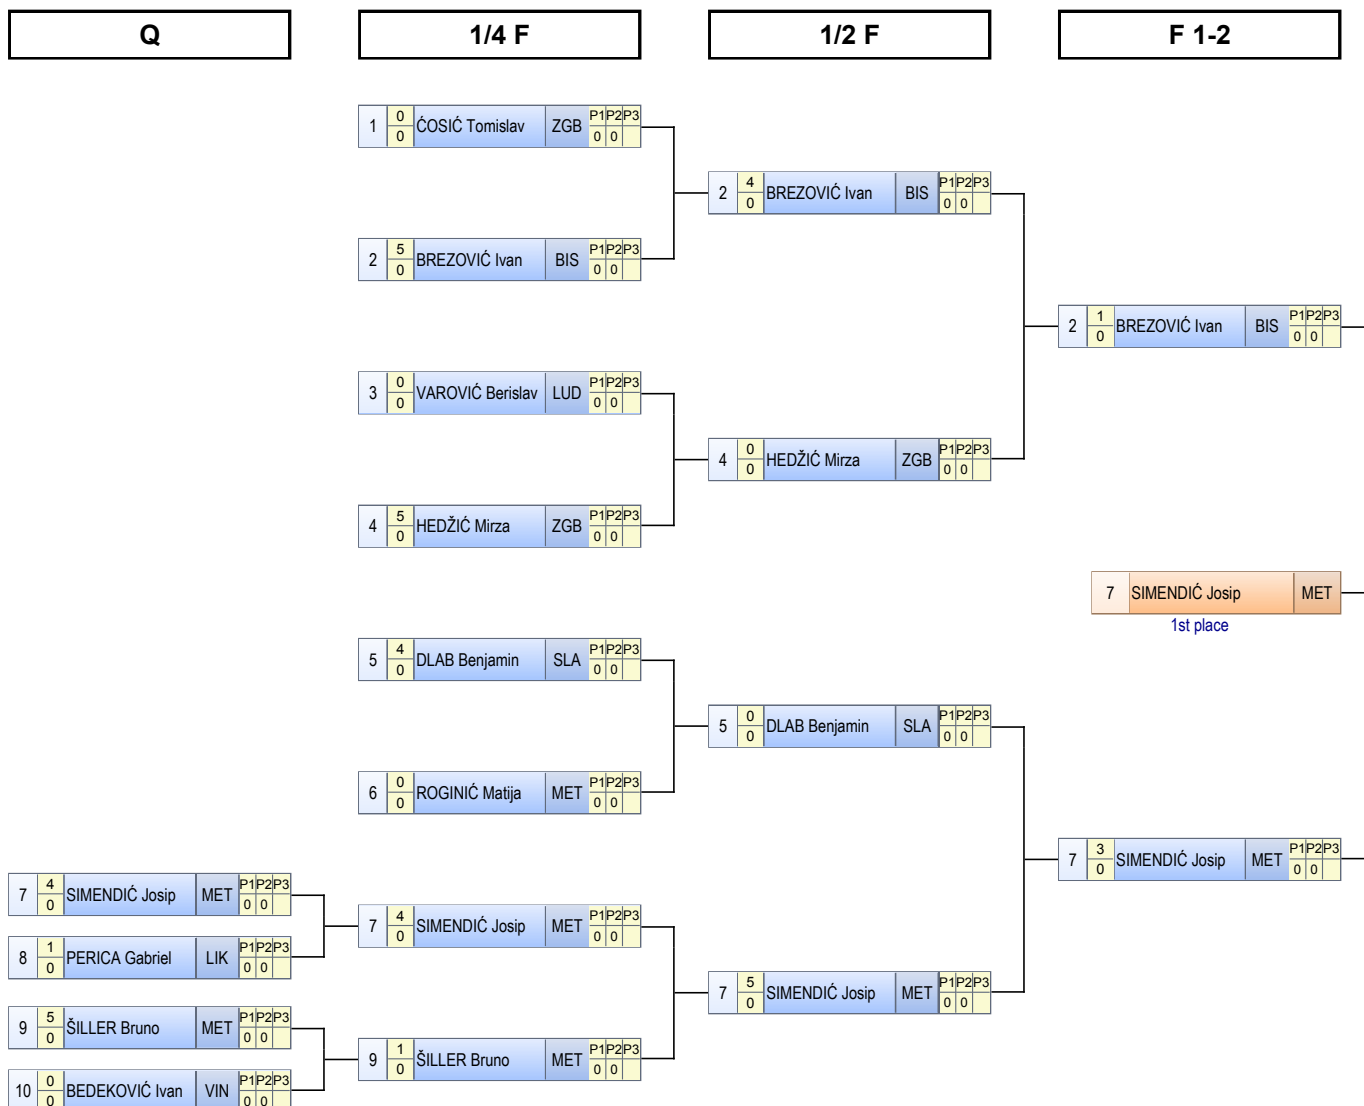 Q 1/4 F 1/2 F F 1-2
1 0 0 ĆOSIĆ Tomislav ZGB P1 P2 P3 0 0
2 4 0 BREZOVIĆ Ivan BIS P1 P2 P3 0 0
2 5 0 BREZOVIĆ Ivan BIS P1 P2 P3 0 0
2 1 0 BREZOVIĆ Ivan BIS P1 P2 P3 0 0
3 0 0 VAROVIĆ Berislav LUD P1 P2 P3 0 0
4 0 0 HEDŽIĆ Mirza ZGB P1 P2 P3 0 0
4 5 0 HEDŽIĆ Mirza ZGB P1 P2 P3 0 0
7 SIMENDIĆ Josip MET
1st place
5 4 0 DLAB Benjamin SLA P1 P2 P3 0 0
5 0 0 DLAB Benjamin SLA P1 P2 P3 0 0
6 0 0 ROGINIĆ Matija MET P1 P2 P3 0 0
7 3 0 SIMENDIĆ Josip MET P1 P2 P3 0 0
7 4 0 SIMENDIĆ Josip MET P1 P2 P3 0 0
7 4 0 SIMENDIĆ Josip MET P1 P2 P3 0 0
8 1 0 PERICA Gabriel LIK P1 P2 P3 0 0
7 5 0 SIMENDIĆ Josip MET P1 P2 P3 0 0
9 5 0 ŠILLER Bruno MET P1 P2 P3 0 0
9 1 0 ŠILLER Bruno MET P1 P2 P3 0 0
10 0 0 BEDEKOVIĆ Ivan VIN P1 P2 P3 0 0